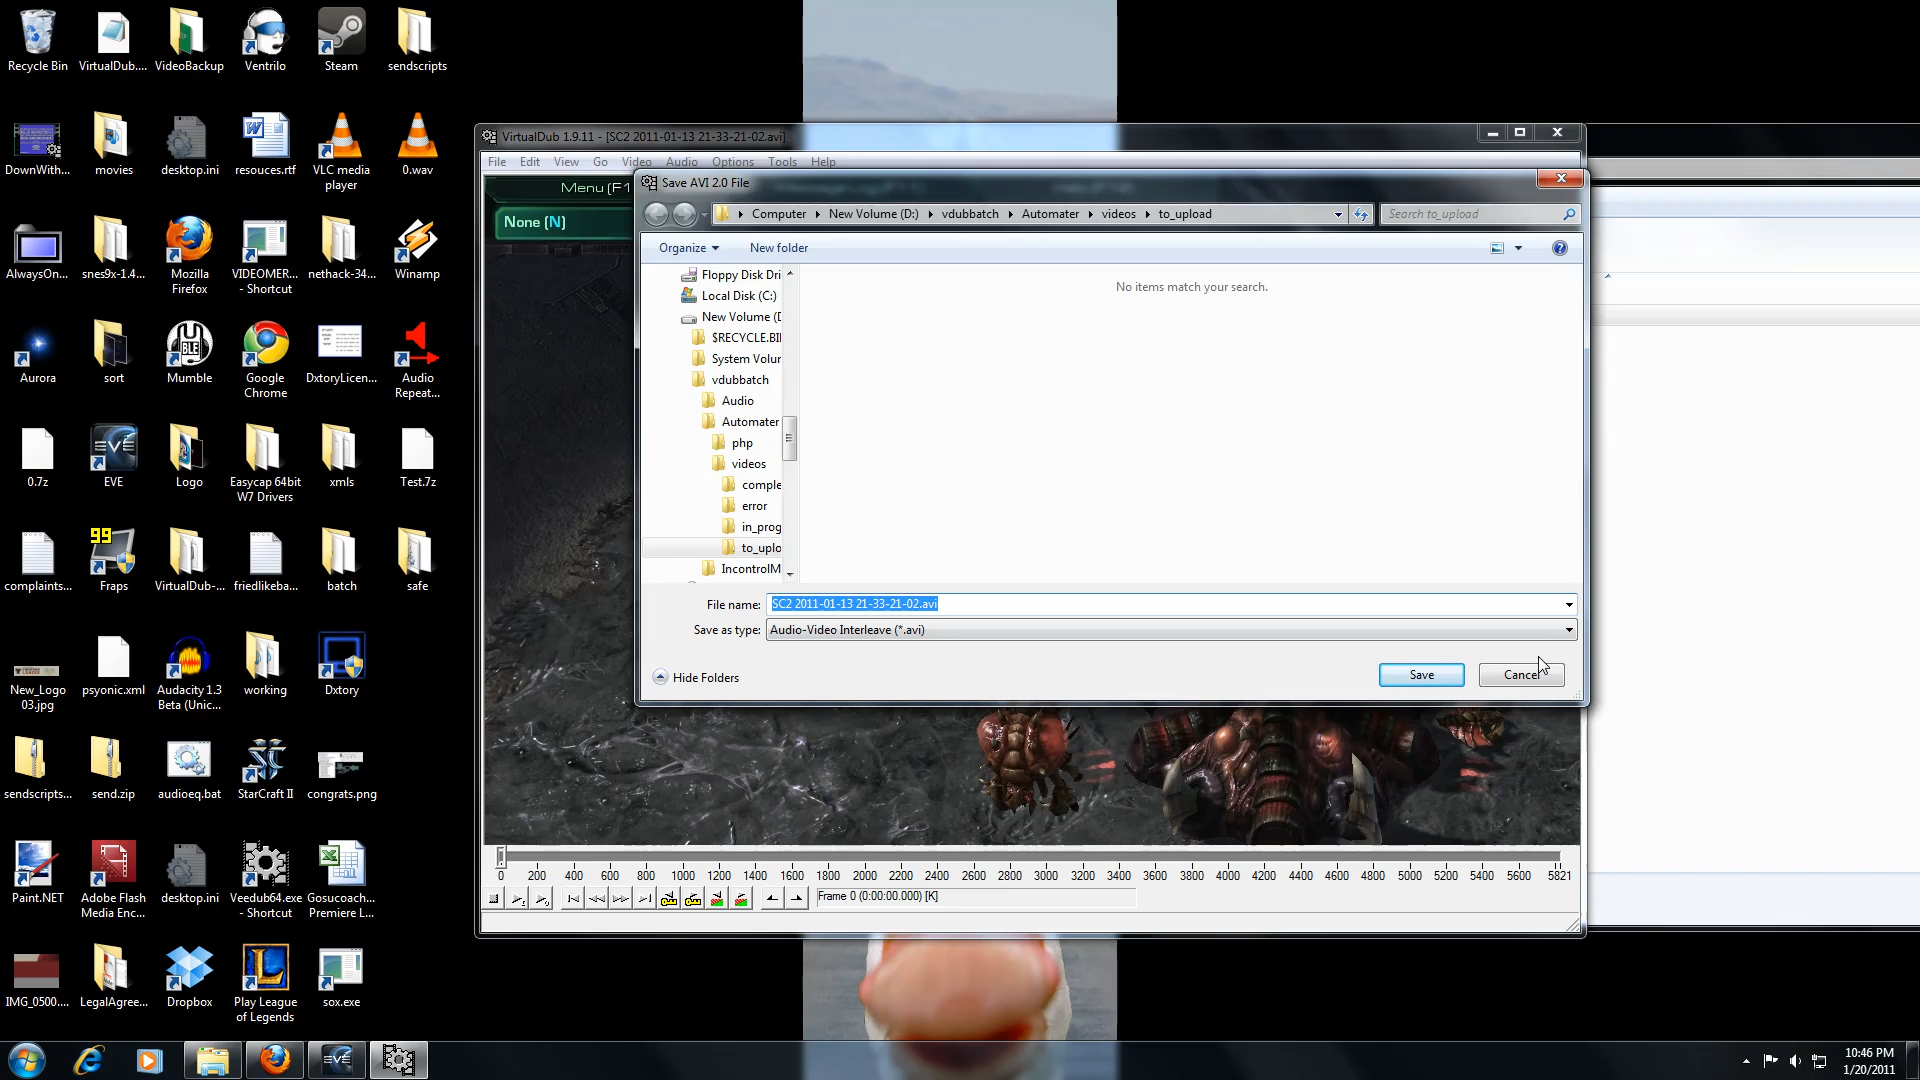 Recycle Bin
VirtualDub....
VideoBackup
Ventrilo
Steam
sendscripts
DownWith...
movies
desktop.ini
resouces.rtf
VLC media
player
0.wav
AlwaysOn...
snes9x-1.4...
Mozilla
Firefox
VIDEOMER...
- Shortcut
nethack-34...
Winamp
Aurora
sort
Mumble
Google
Chrome
DxtoryLicen...
Audio
Repeat...
0.7z
EVE
Logo
Easycap 64bit
W7 Drivers
xmls
Test.7z
complaints...
99
Fraps
VirtualDub-...
friedlikeba...
batch
safe
New_Logo
03.jpg
psyonic.xml
Audacity 1.3
Beta (Unic...
working
Dxtory
sendscripts...
send.zip
audioeq.bat
StarCraft II
congrats.png
Paint.NET
Adobe Flash
Media Enc...
desktop.ini
Veedub64.exe
- Shortcut
Gosucoach...
Premiere L...
IMG_0500....
LegalAgree...
Dropbox
Play League
of Legends
sox.exe
VirtualDub 1.9.11 - [SC2 2011-01-13 21-33-21-02.avi]
File Edit View Go Video Audio Options Tools Help
Menu (F1
None (N)
Save AVI 2.0 File
Computer New Volume (D:) vdubbatch Automater videos to_upload
Search to_upload
Organize New folder
Floppy Disk Dri
Local Disk (C:)
New Volume (D
$RECYCLE.BI
System Volur
vdubbatch
Audio
Automater
php
videos
comple
error
in_prog
to_uplo
IncontrolM
No items match your search.
File name: SC2 2011-01-13 21-33-21-02.avi
Save as type: Audio-Video Interleave (*.avi)
Hide Folders
Save
Cancel
0 200 400 600 800 1000 1200 1400 1600 1800 2000 2200 2400 2600 2800 3000 3200 3400 3600 3800 4000 4200 4400 4600 4800 5000 5200 5400 5600 5821
Frame 0 (0:00:00.000) [K]
EVE
10:46 PM
1/20/2011